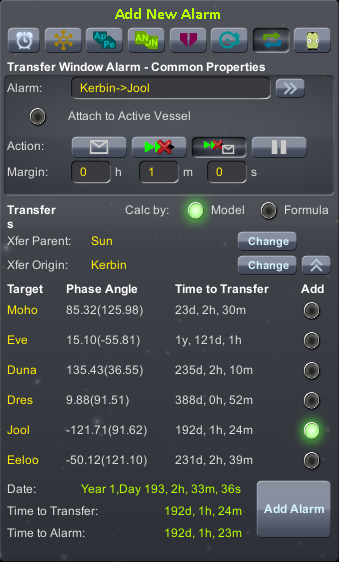 Add New Alarm
Ap Pe AN DN
Transfer Window Alarm - Common Properties
Alarm: Kerbin->Jool
Attach to Active Vessel
Action:
Margin: 0 h 1 m 0 s
Transfers Calc by: Model Formula
Xfer Parent: Sun Change
Xfer Origin: Kerbin Change
Target Phase Angle Time to Transfer Add
Moho 85.32(125.98) 23d, 2h, 30m
Eve 15.10(-55.81) 1y, 121d, 1h
Duna 135.43(36.55) 235d, 2h, 10m
Dres 9.88(91.51) 388d, 0h, 52m
Jool -121.71(91.62) 192d, 1h, 24m
Eeloo -50.12(121.10) 231d, 2h, 39m
Date: Year 1,Day 193, 2h, 33m, 36s
Time to Transfer: 192d, 1h, 24m Add Alarm
Time to Alarm: 192d, 1h, 23m